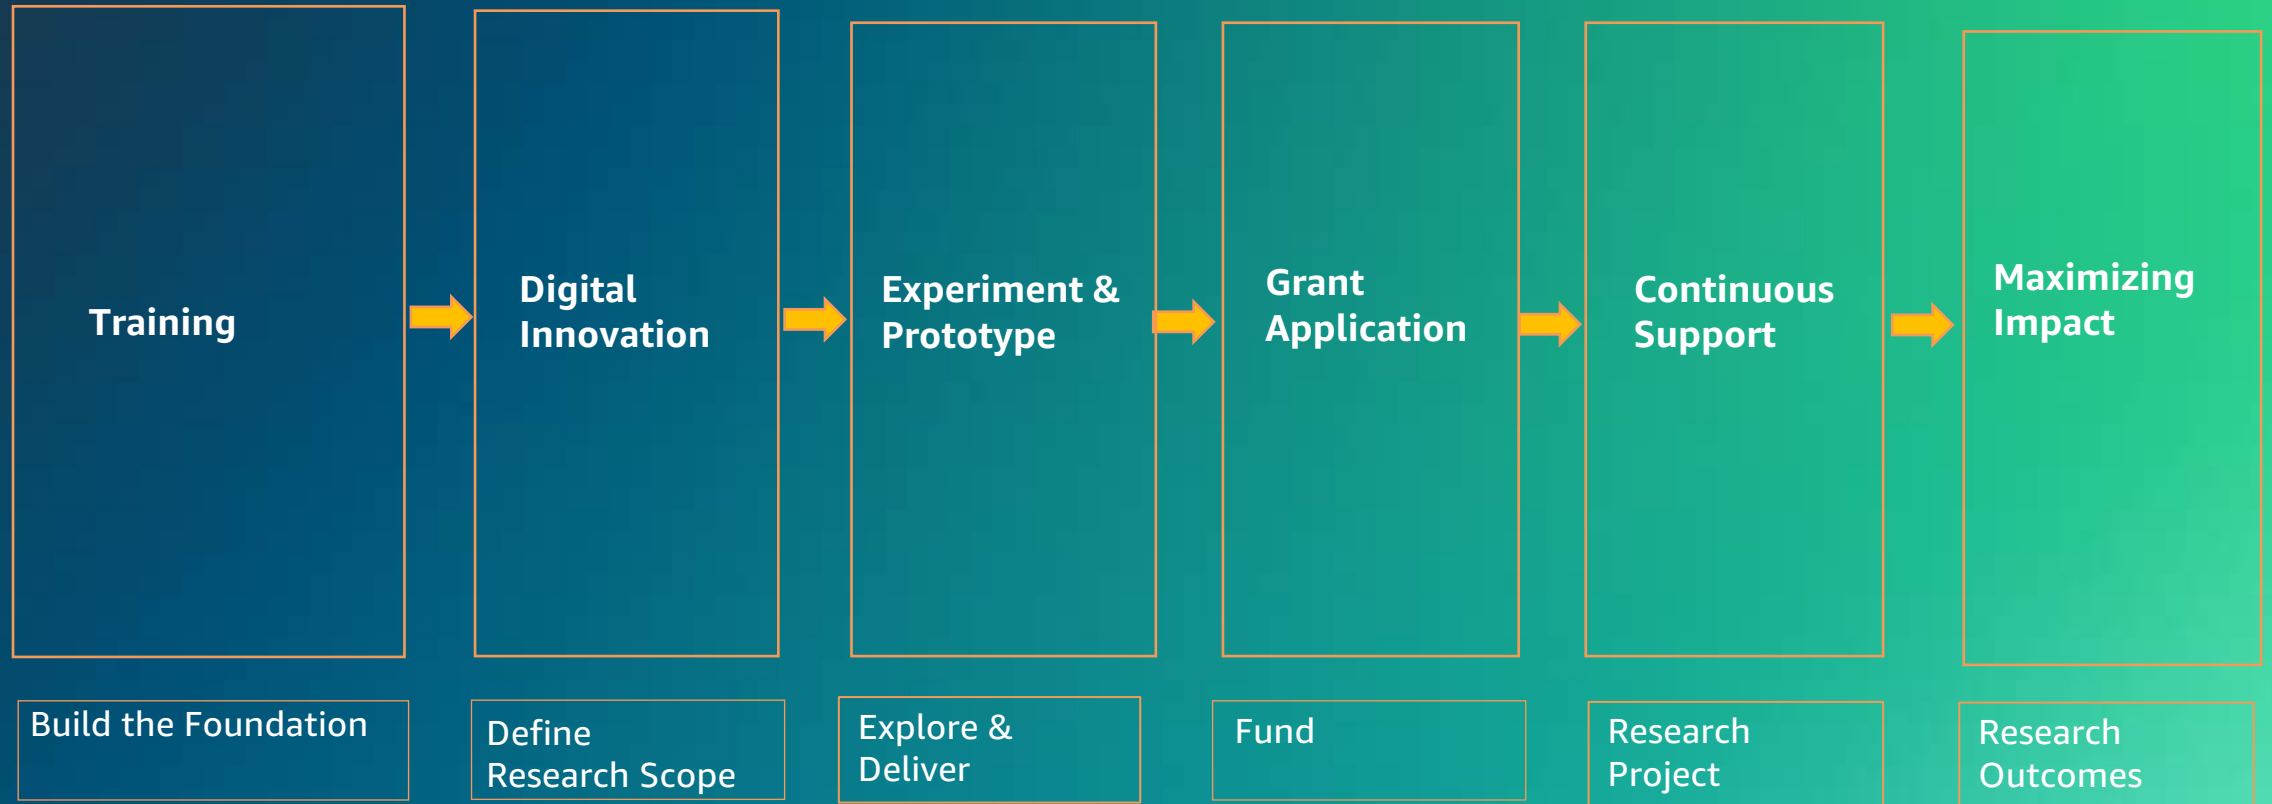 Training
Digital
Innovation
Experiment &
Prototype
Grant
Application
Continuous
Support
Maximizing
Impact
Build the Foundation
Define
Research Scope
Explore &
Deliver
Fund
Research
Project
Research
Outcomes